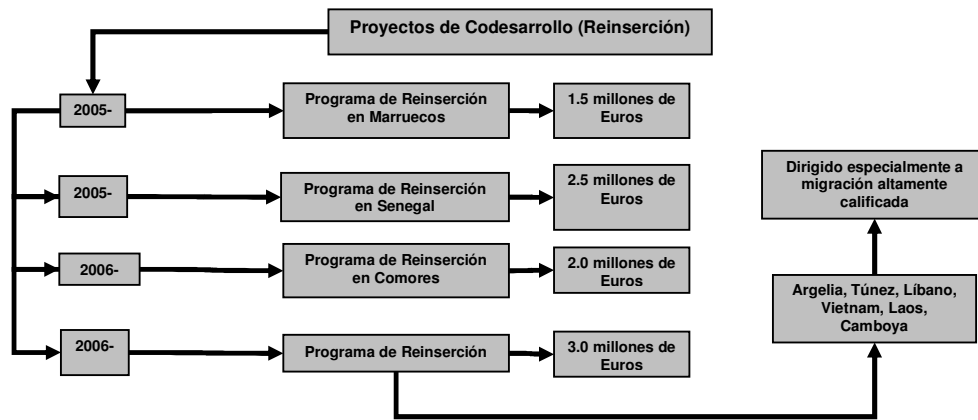 Proyectos de Codesarrollo (Reinserción)
2005-
Programa de Reinserción
en Marruecos
1.5 millones de
Euros
2005-
Programa de Reinserción
en Senegal
2.5 millones de
Euros
2006-
Programa de Reinserción
en Comores
2.0 millones de
Euros
2006-
Programa de Reinserción
3.0 millones de
Euros
Dirigido especialmente a
migración altamente
calificada
Argelia, Túnez, Líbano,
Vietnam, Laos,
Camboya